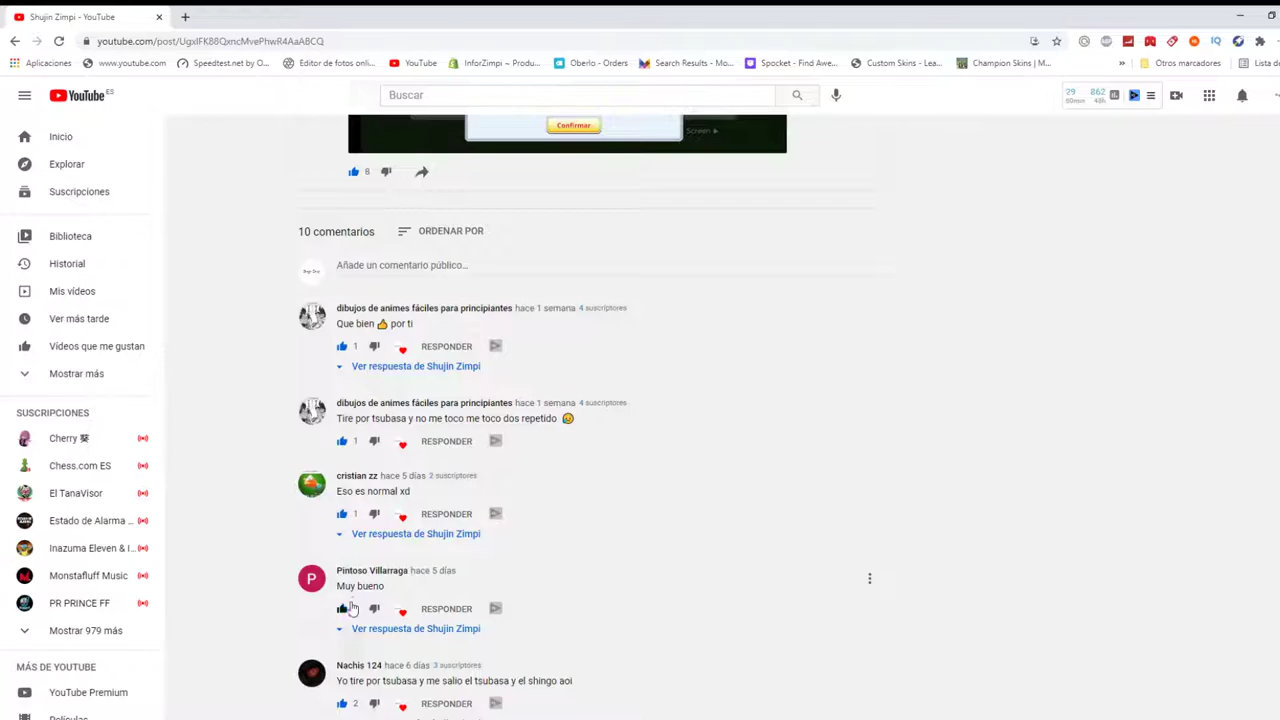 Shujin Zimpi - YouTube
youtube.com/post/UgxIFK88QxncMvePhwR4AaABCQ
Aplicaciones www.youtube.com Speedtest.net by O... Editor de fotos onli... YouTube InforZimpi ~ Produ... Oberlo - Orders Search Results - Mo... Spocket - Find Awe... Custom Skins - Lea... Champion Skins | M... » Otros marcadores Lista de
YouTube ES
Buscar
29 862
60min 48h
Confirmar
Screen ▶
8
Inicio
Explorar
Suscripciones
Biblioteca
Historial
Mis vídeos
Ver más tarde
Vídeos que me gustan
Mostrar más
SUSCRIPCIONES
Cherry 葵
Chess.com ES
El TanaVisor
Estado de Alarma ...
Inazuma Eleven & I...
Monstafluff Music
PR PRINCE FF
Mostrar 979 más
MÁS DE YOUTUBE
YouTube Premium
Películas
10 comentarios ORDENAR POR
Añade un comentario público...
dibujos de animes fáciles para principiantes hace 1 semana 4 suscriptores
Que bien 👍 por ti
1 RESPONDER
Ver respuesta de Shujin Zimpi
dibujos de animes fáciles para principiantes hace 1 semana 4 suscriptores
Tire por tsubasa y no me toco me toco dos repetido 😥
1 RESPONDER
cristian zz hace 5 días 2 suscriptores
Eso es normal xd
1 RESPONDER
Ver respuesta de Shujin Zimpi
P
Pintoso Villarraga hace 5 días
Muy bueno
RESPONDER
Ver respuesta de Shujin Zimpi
Nachis 124 hace 6 días 3 suscriptores
Yo tire por tsubasa y me salio el tsubasa y el shingo aoi
2 RESPONDER